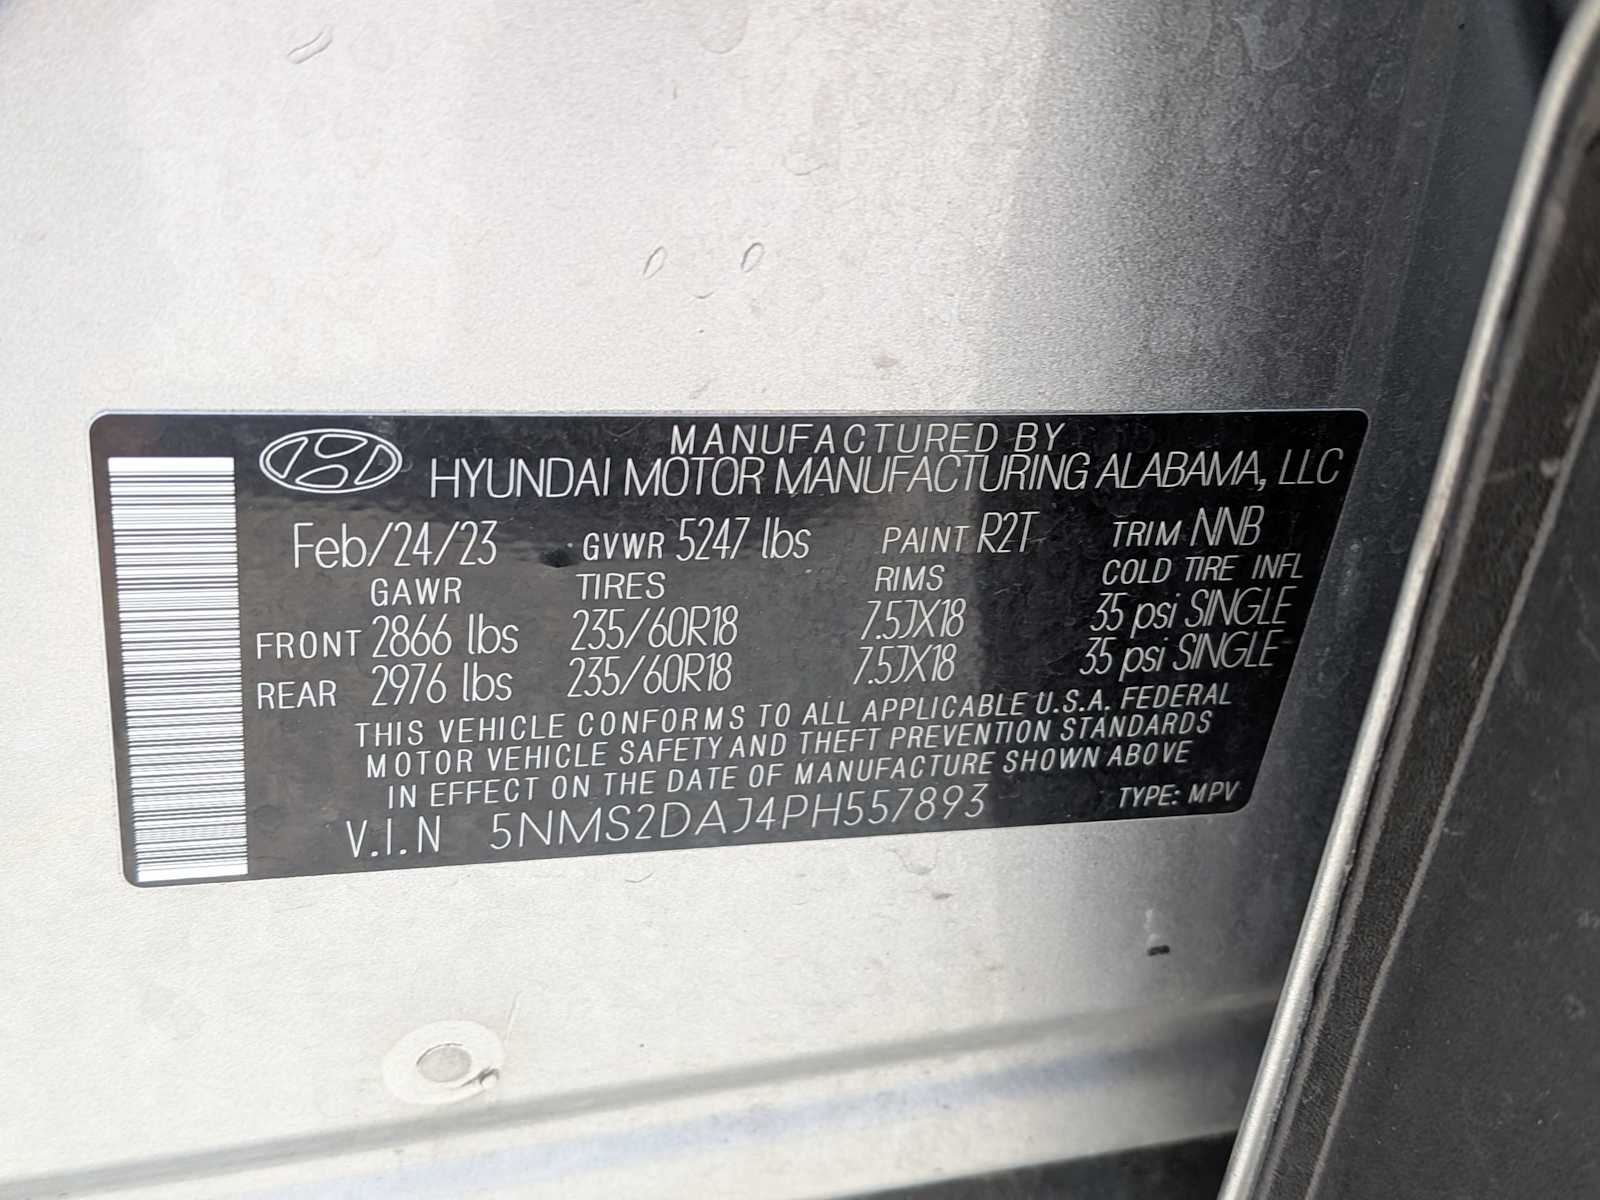 MANUFACTURED BY
HYUNDAI MOTOR MANUFACTURING ALABAMA, LLC
Feb/24/23 GVWR 5247 lbs PAINT R2T TRIM NNB
GAWR TIRES RIMS COLD TIRE INFL
FRONT 2866 lbs 235/60R18 7.5JX18 35 psi SINGLE
REAR 2976 lbs 235/60R18 7.5JX18 35 psi SINGLE
THIS VEHICLE CONFORMS TO ALL APPLICABLE U.S.A. FEDERAL
MOTOR VEHICLE SAFETY AND THEFT PREVENTION STANDARDS
IN EFFECT ON THE DATE OF MANUFACTURE SHOWN ABOVE
V.I.N 5NMS2DAJ4PH557893 TYPE: MPV